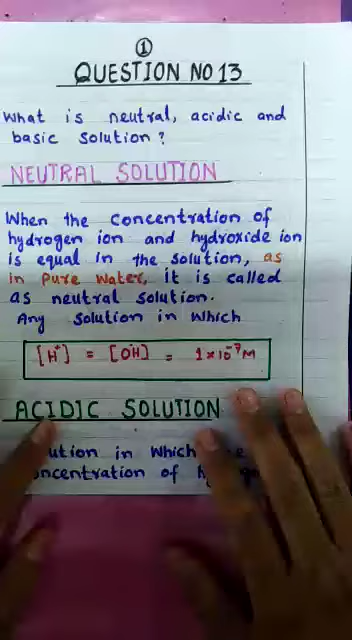 1
QUESTION NO 13
What is neutral, acidic and
basic solution?
NEUTRAL SOLUTION
When the concentration of
hydrogen ion and hydroxide ion
is equal in the solution, as
in Pure Water, it is called
as neutral solution.
Any solution in which
[H⁺] = [OH⁻] = 1×10⁻⁷M
ACIDIC SOLUTION
ution in Which
oncentration of